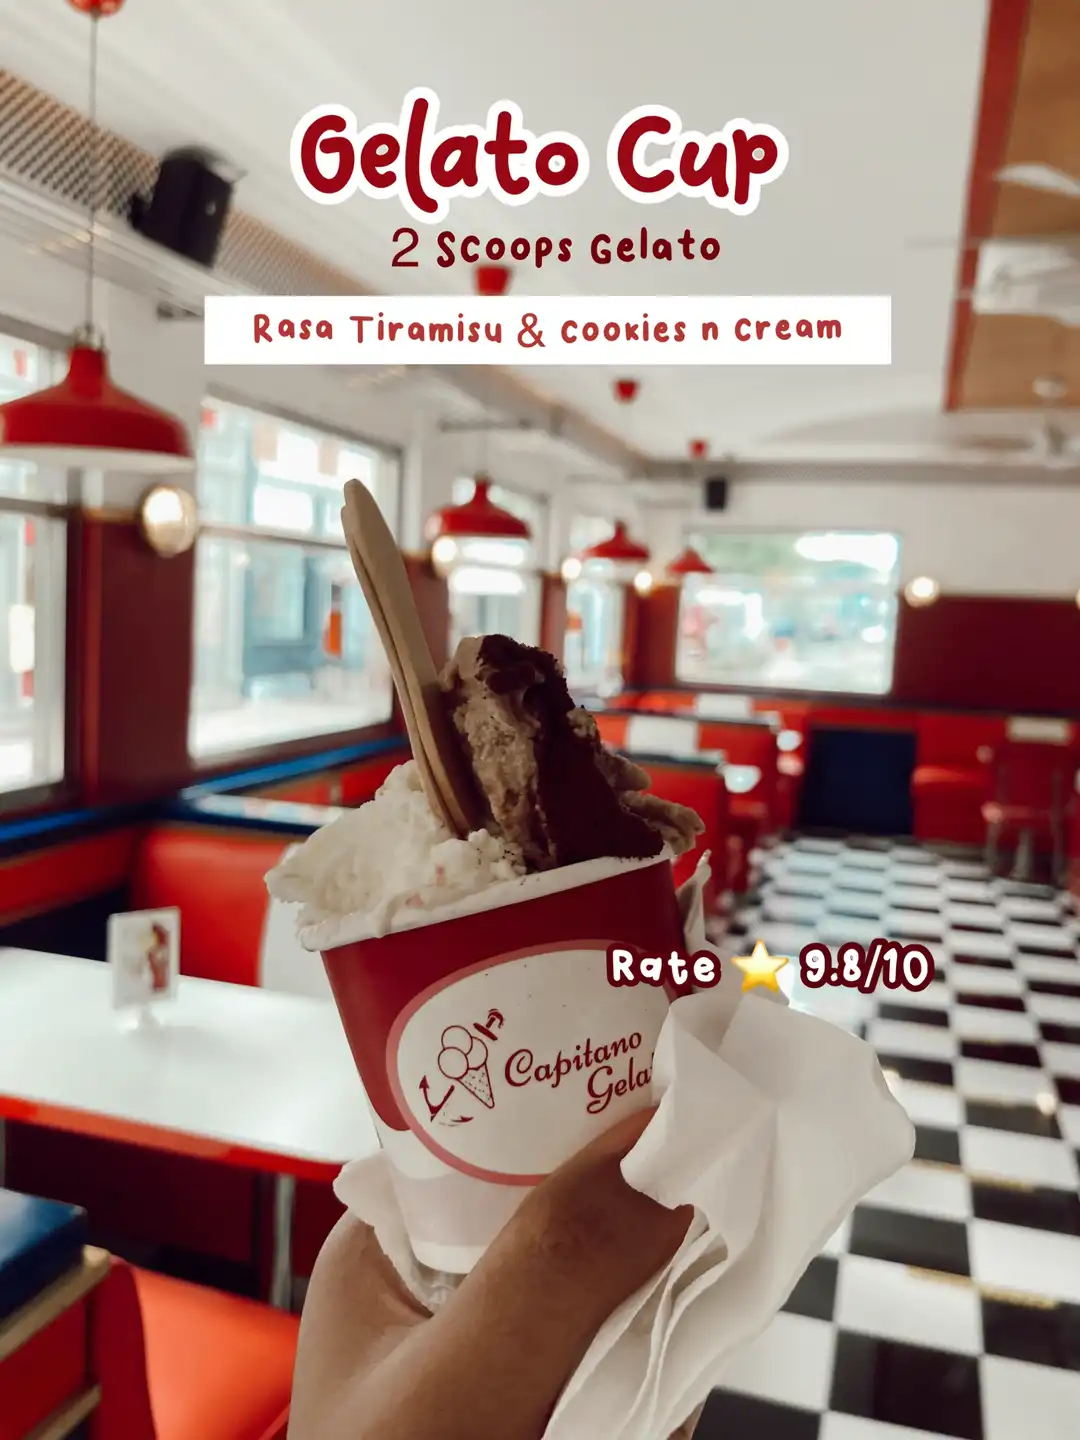 Gelato Cup
2 Scoops Gelato
Rasa Tiramisu & Cookies n Cream
Rate ⭐ 9.8/10
Capitano